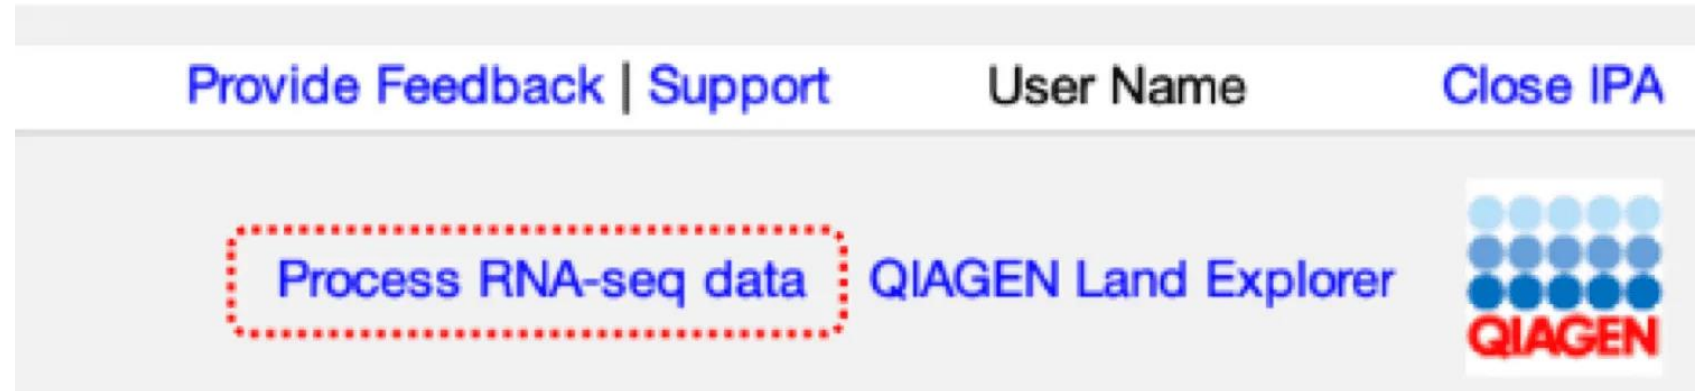 Provide Feedback | Support User Name Close IPA
Process RNA-seq data QIAGEN Land Explorer
QIAGEN